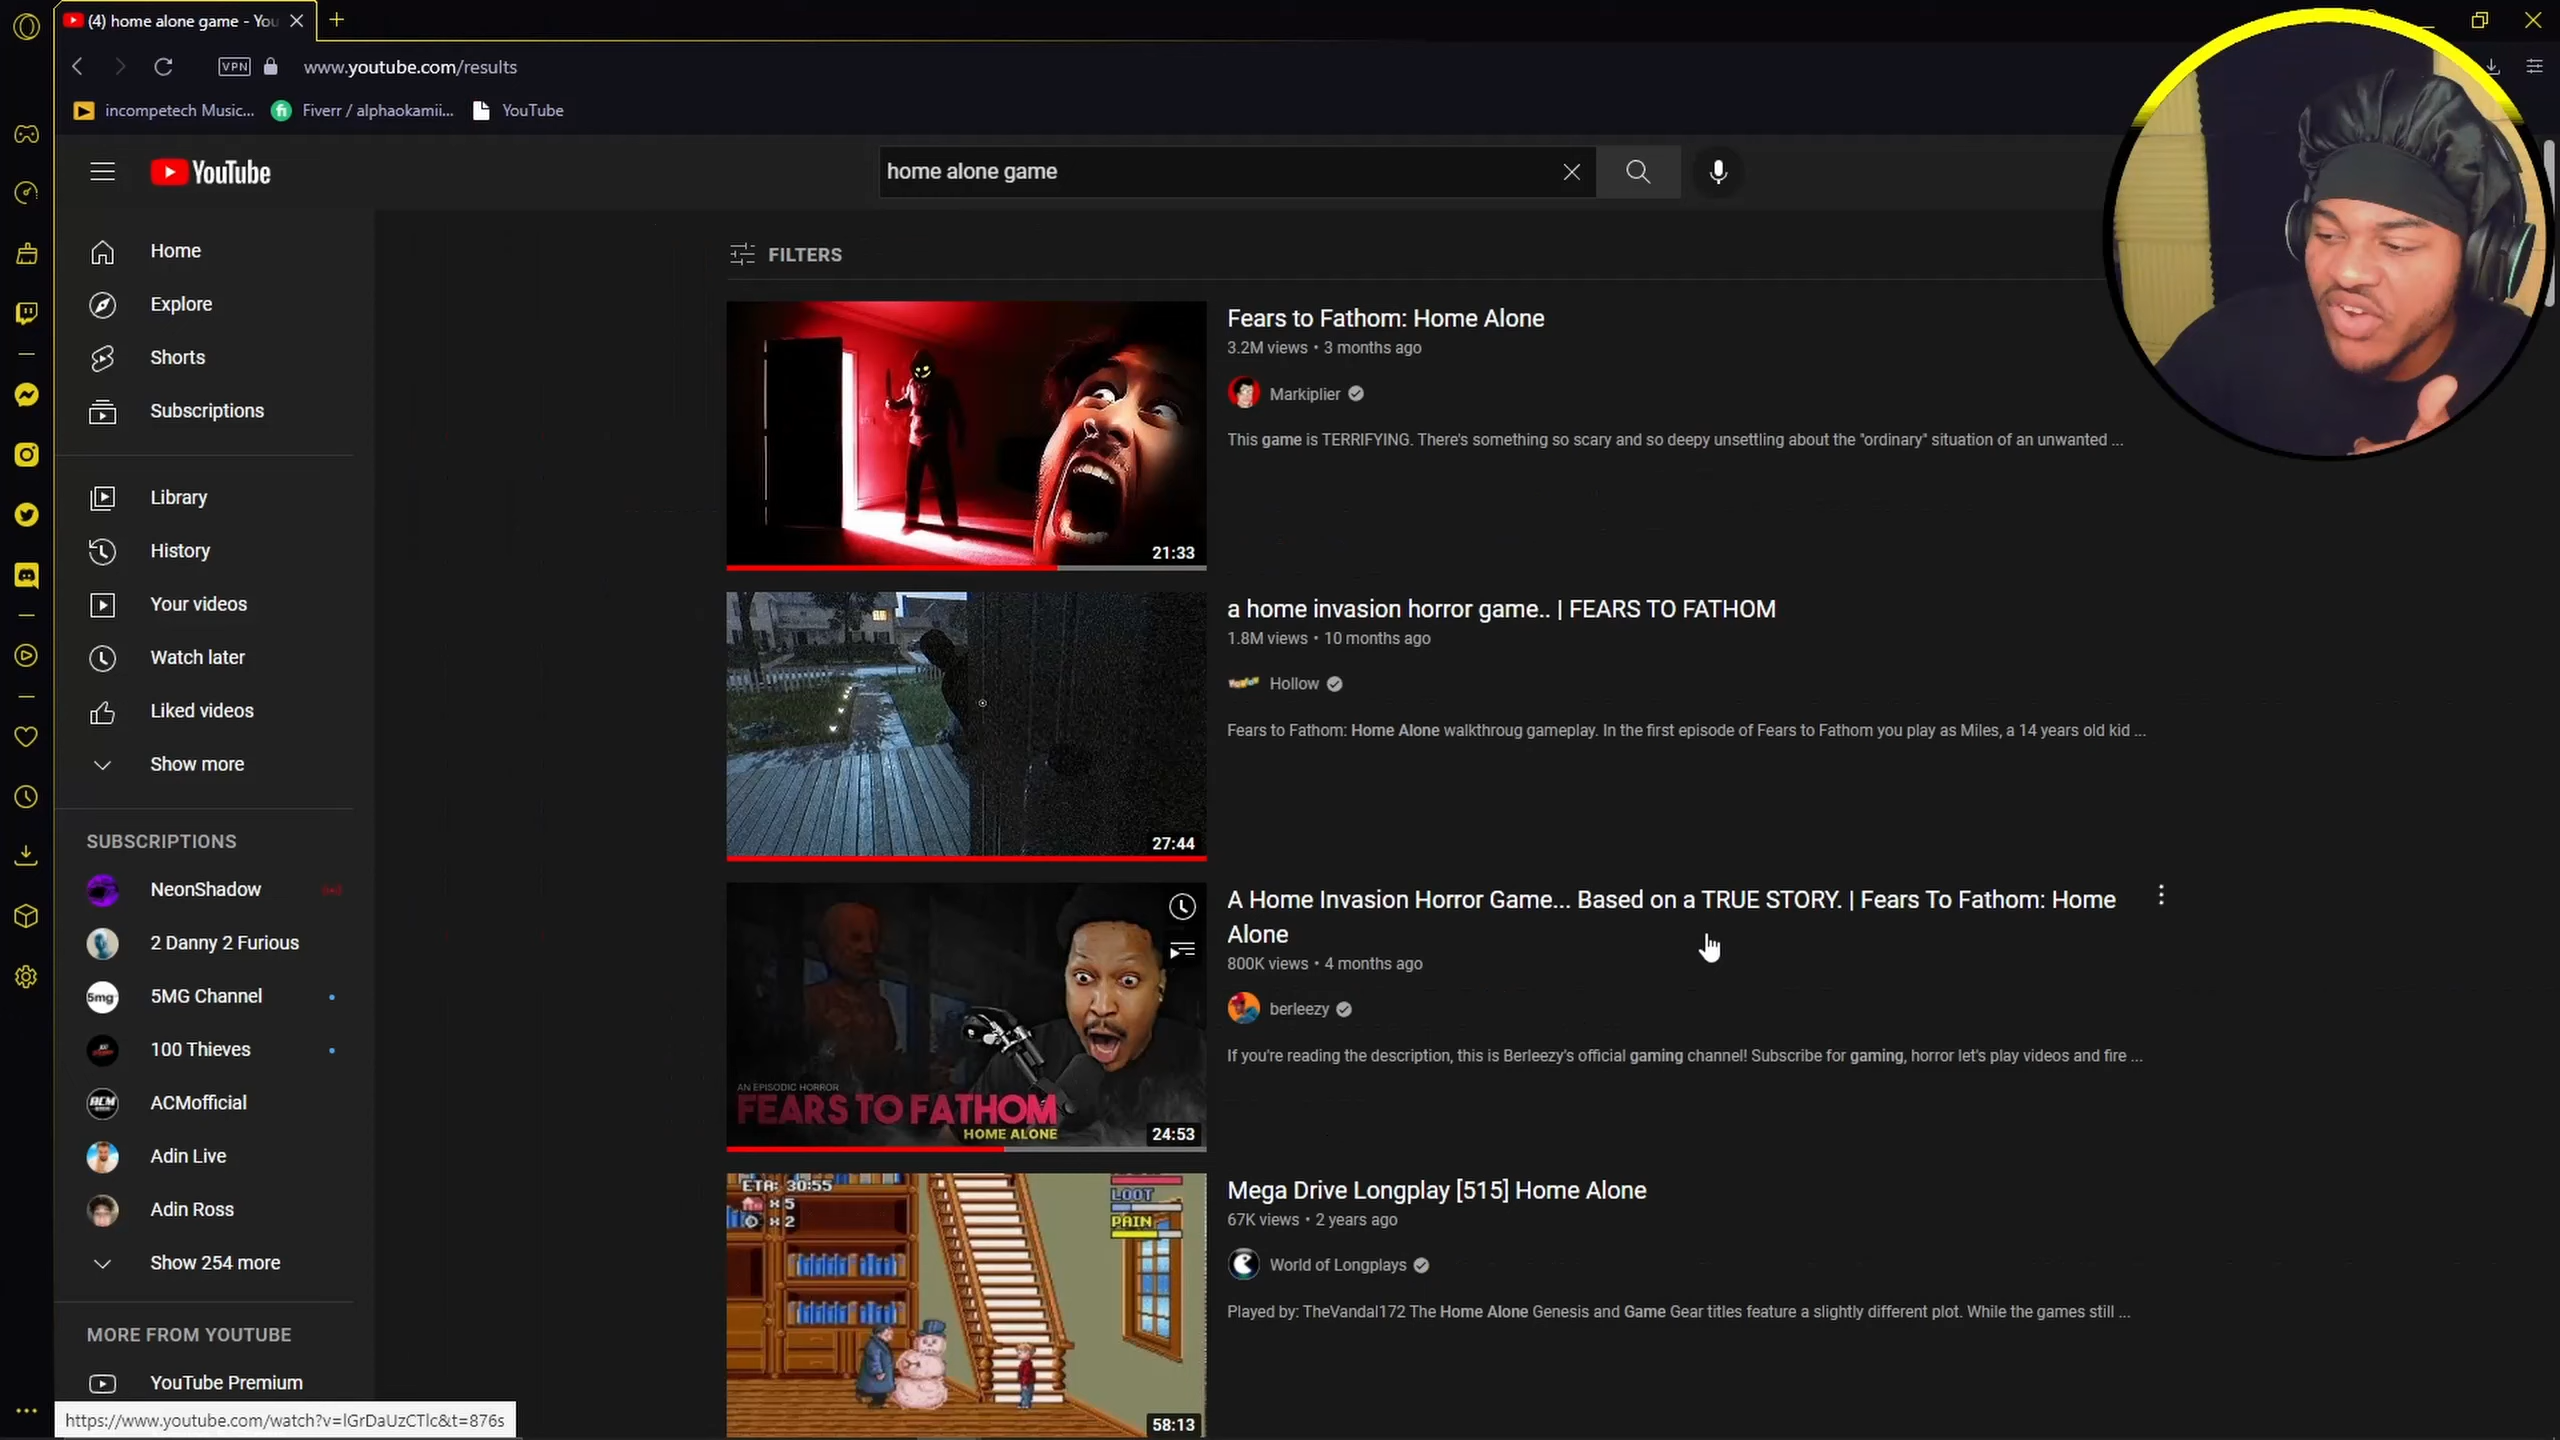 (4) home alone game - You
VPN
www.youtube.com/results
incompetech Music...
Fiverr / alphaokamii...
YouTube
YouTube
home alone game
Home
Explore
Shorts
Subscriptions
Library
History
Your videos
Watch later
Liked videos
Show more
SUBSCRIPTIONS
NeonShadow
2 Danny 2 Furious
5mg
5MG Channel
100 Thieves
ACM
ACMofficial
Adin Live
Adin Ross
Show 254 more
MORE FROM YOUTUBE
YouTube Premium
https://www.youtube.com/watch?v=lGrDaUzCTlc&t=876s
FILTERS
21:33
Fears to Fathom: Home Alone
3.2M views • 3 months ago
Markiplier
This game is TERRIFYING. There's something so scary and so deepy unsettling about the "ordinary" situation of an unwanted ...
27:44
a home invasion horror game.. | FEARS TO FATHOM
1.8M views • 10 months ago
Hollow
Fears to Fathom: Home Alone walkthroug gameplay. In the first episode of Fears to Fathom you play as Miles, a 14 years old kid ...
AN EPISODIC HORROR
FEARS TO FATHOM
HOME ALONE
24:53
A Home Invasion Horror Game... Based on a TRUE STORY. | Fears To Fathom: Home
Alone
800K views • 4 months ago
berleezy
If you're reading the description, this is Berleezy's official gaming channel! Subscribe for gaming, horror let's play videos and fire ...
ETA: 30:55
x 5
x 2
LOOT
PAIN
58:13
Mega Drive Longplay [515] Home Alone
67K views • 2 years ago
World of Longplays
Played by: TheVandal172 The Home Alone Genesis and Game Gear titles feature a slightly different plot. While the games still ...